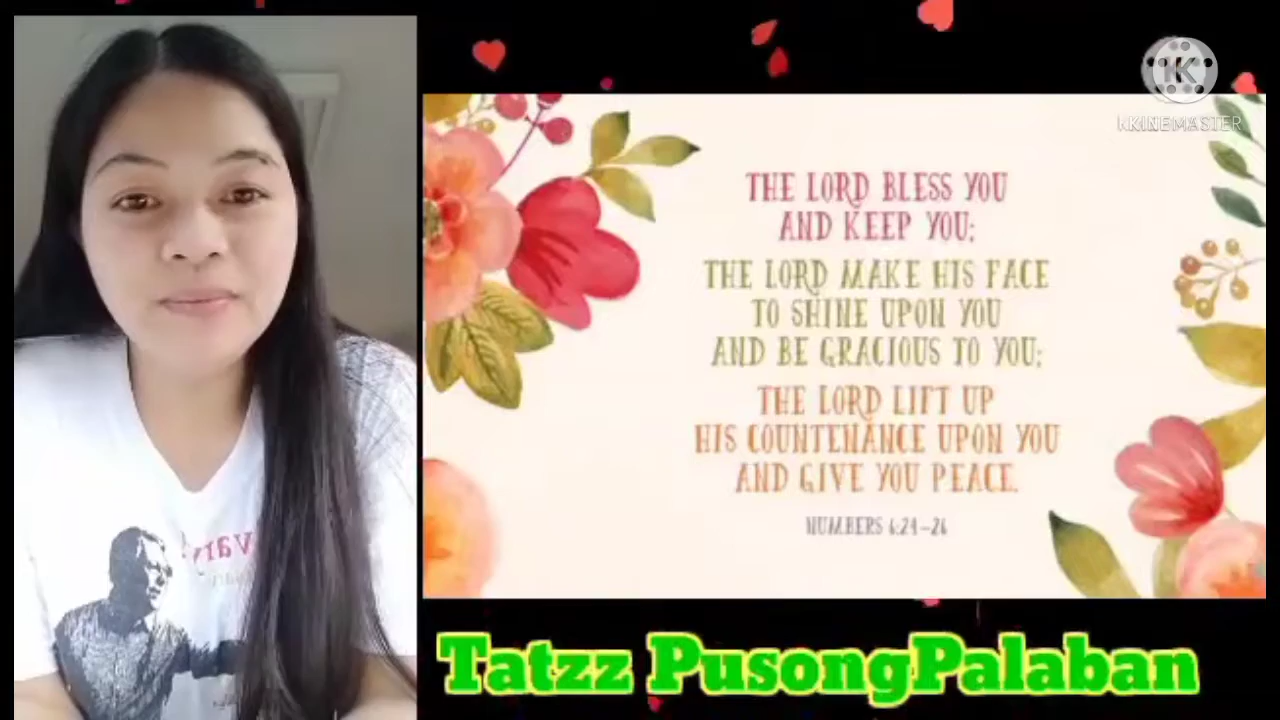 KINEMASTER
THE LORD BLESS YOU
AND KEEP YOU;
THE LORD MAKE HIS FACE
TO SHINE UPON YOU
AND BE GRACIOUS TO YOU;
THE LORD LIFT UP
HIS COUNTENANCE UPON YOU
AND GIVE YOU PEACE.
NUMBERS 6:24–26
Tatzz PusongPalaban